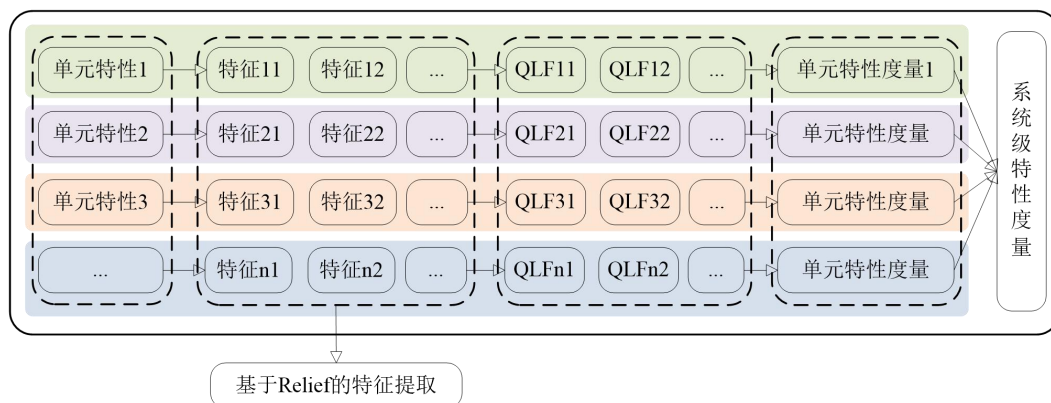 单元特性1 特征11 特征12 ... QLF11 QLF12 ... 单元特性度量1
单元特性2 特征21 特征22 ... QLF21 QLF22 ... 单元特性度量
单元特性3 特征31 特征32 ... QLF31 QLF32 ... 单元特性度量
... 特征n1 特征n2 ... QLFn1 QLFn2 ... 单元特性度量
系统级特性度量
基于Relief的特征提取